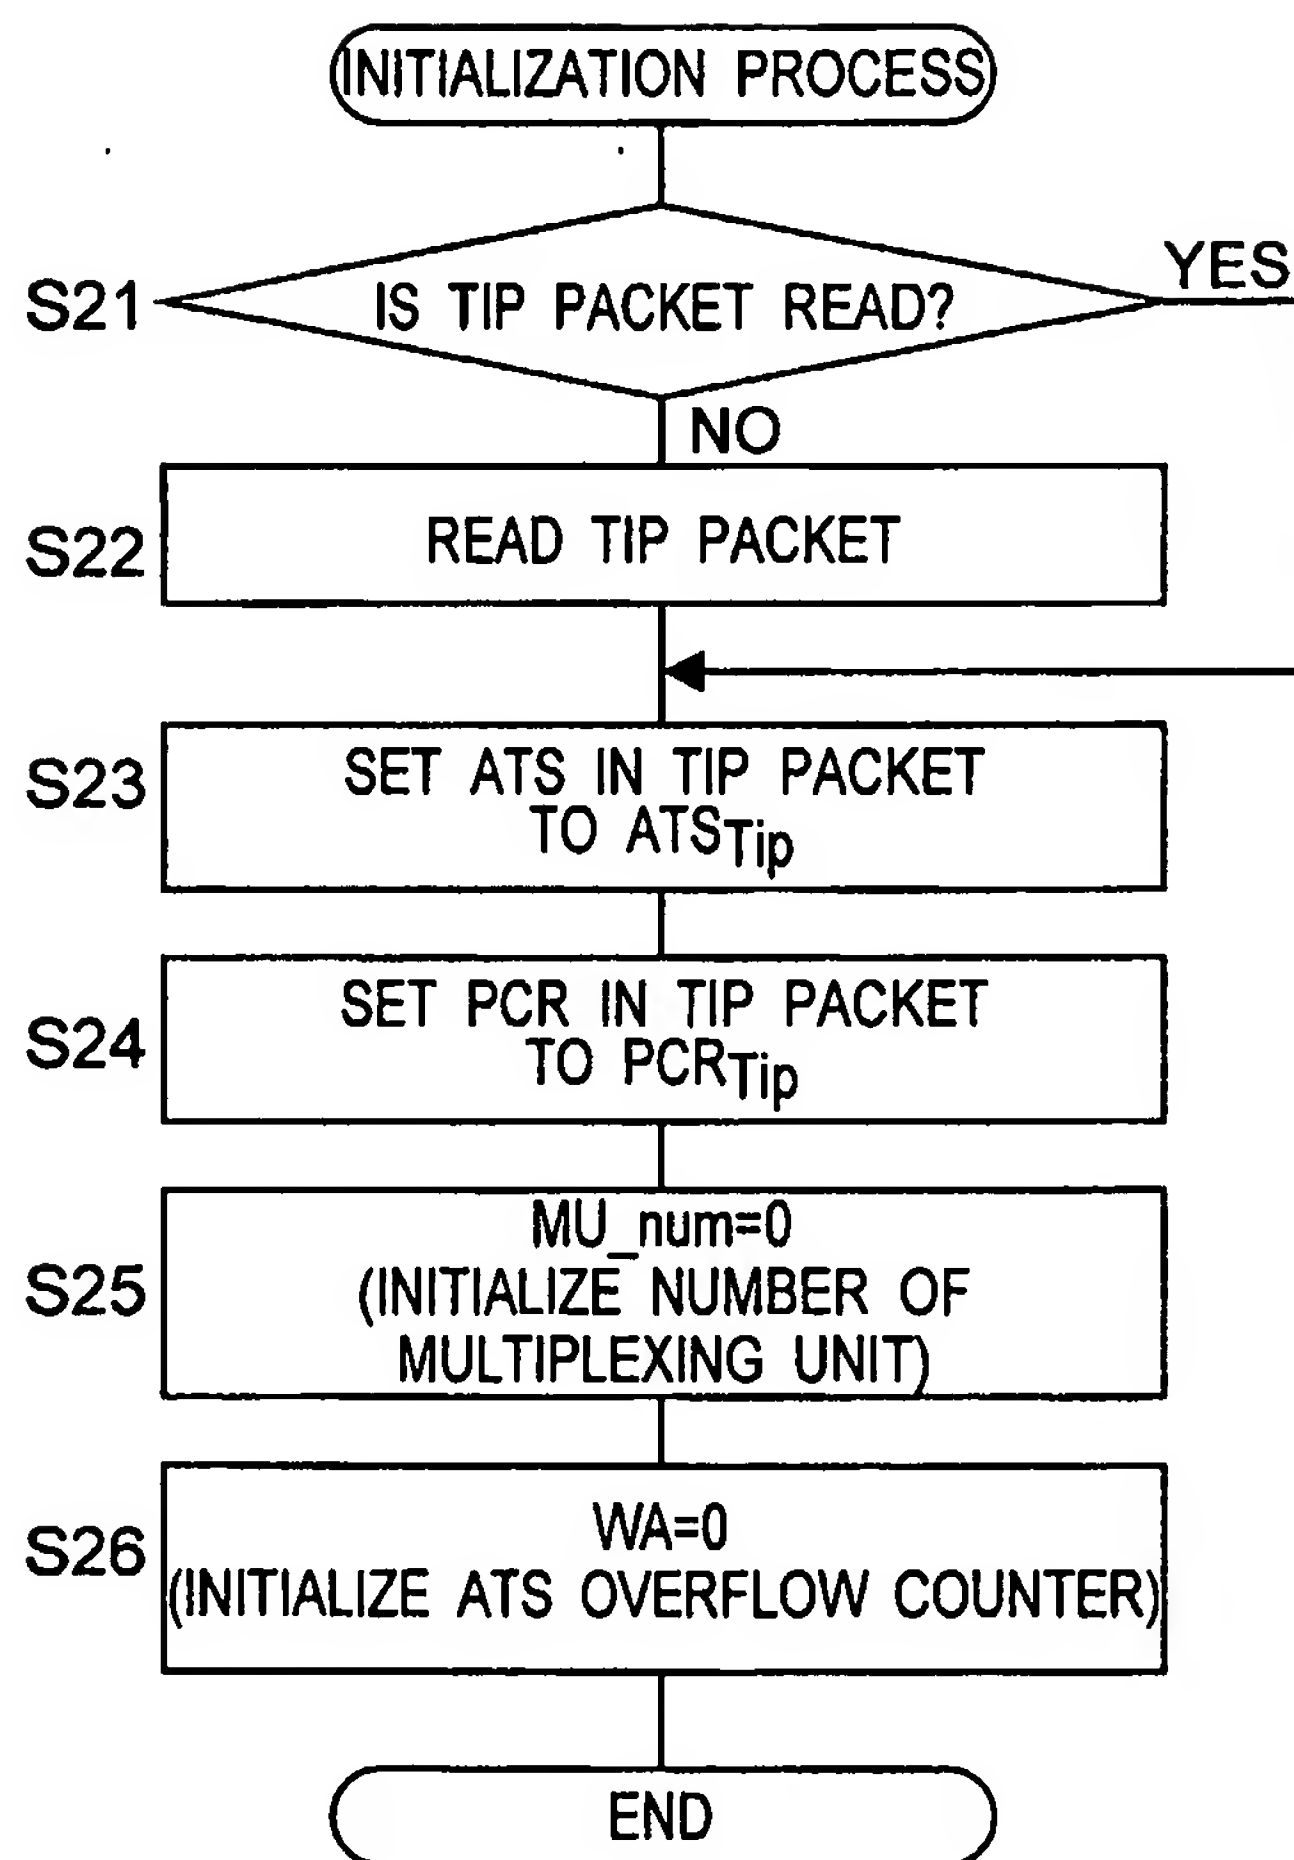 INITIALIZATION PROCESS
S21
IS TIP PACKET READ?
YES
NO
S22
READ TIP PACKET
S23
SET ATS IN TIP PACKET
TO ATSTip
S24
SET PCR IN TIP PACKET
TO PCRTip
S25
MU_num=0
(INITIALIZE NUMBER OF
MULTIPLEXING UNIT)
S26
WA=0
(INITIALIZE ATS OVERFLOW COUNTER)
END